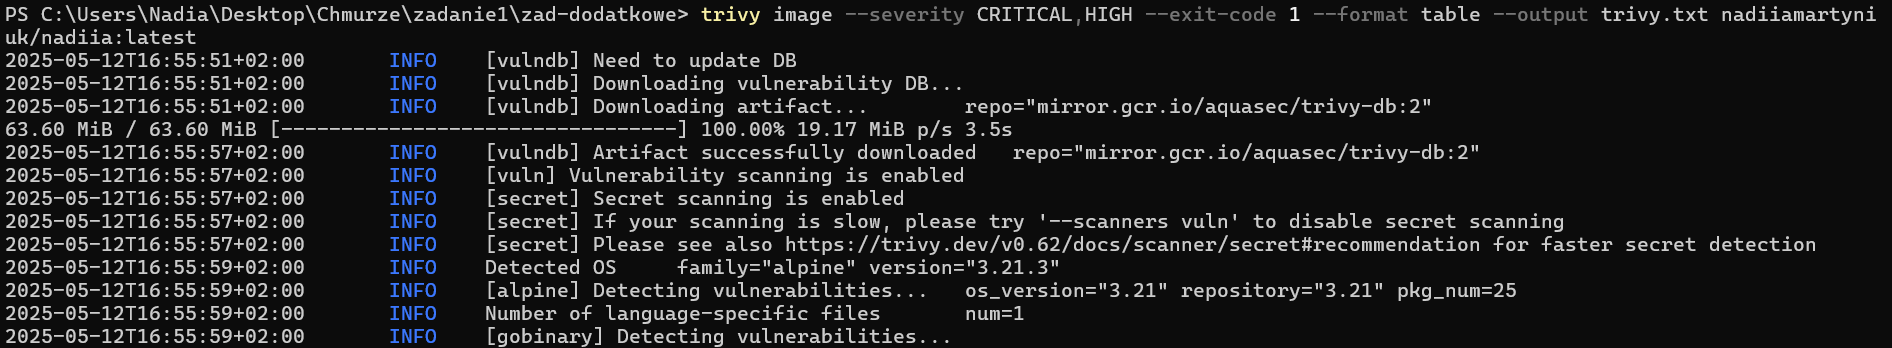 PS C:\Users\Nadia\Desktop\Chmurze\zadanie1\zad-dodatkowe> trivy image --severity CRITICAL,HIGH --exit-code 1 --format table --output trivy.txt nadiiamartyni
uk/nadiia:latest
2025-05-12T16:55:51+02:00       INFO    [vulndb] Need to update DB
2025-05-12T16:55:51+02:00       INFO    [vulndb] Downloading vulnerability DB...
2025-05-12T16:55:51+02:00       INFO    [vulndb] Downloading artifact...        repo="mirror.gcr.io/aquasec/trivy-db:2"
63.60 MiB / 63.60 MiB [---------------------------------] 100.00% 19.17 MiB p/s 3.5s
2025-05-12T16:55:57+02:00       INFO    [vulndb] Artifact successfully downloaded   repo="mirror.gcr.io/aquasec/trivy-db:2"
2025-05-12T16:55:57+02:00       INFO    [vuln] Vulnerability scanning is enabled
2025-05-12T16:55:57+02:00       INFO    [secret] Secret scanning is enabled
2025-05-12T16:55:57+02:00       INFO    [secret] If your scanning is slow, please try '--scanners vuln' to disable secret scanning
2025-05-12T16:55:57+02:00       INFO    [secret] Please see also https://trivy.dev/v0.62/docs/scanner/secret#recommendation for faster secret detection
2025-05-12T16:55:59+02:00       INFO    Detected OS     family="alpine" version="3.21.3"
2025-05-12T16:55:59+02:00       INFO    [alpine] Detecting vulnerabilities...   os_version="3.21" repository="3.21" pkg_num=25
2025-05-12T16:55:59+02:00       INFO    Number of language-specific files       num=1
2025-05-12T16:55:59+02:00       INFO    [gobinary] Detecting vulnerabilities...